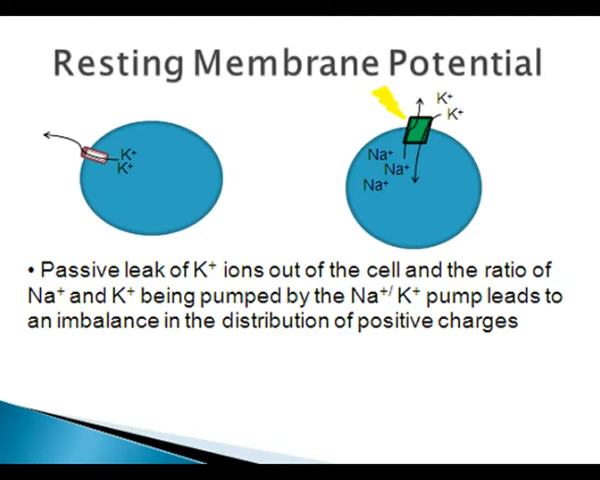 Resting Membrane Potential
K⁺
K⁺
K⁺
K⁺
Na⁺
Na⁺
Na⁺
• Passive leak of K⁺ ions out of the cell and the ratio of
Na⁺ and K⁺ being pumped by the Na⁺/ K⁺ pump leads to
an imbalance in the distribution of positive charges